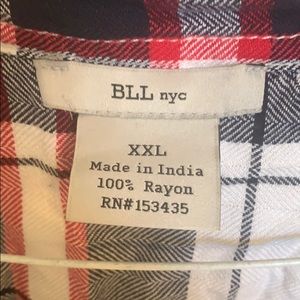 BLL nyc
XXL
Made in India
100% Rayon
RN#153435